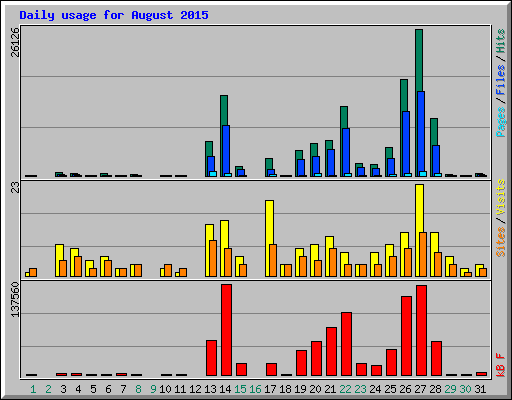 Daily usage for August 2015
26126
23
137560
Pages/Files/Hits
Sites/Visits
kB F
1 2 3 4 5 6 7 8 9 10 11 12 13 14 15 16 17 18 19 20 21 22 23 24 25 26 27 28 29 30 31